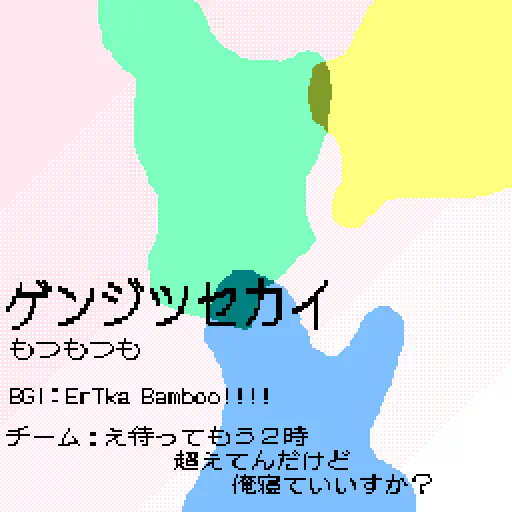 ゲンジツセカイ
もつもつも
BGI:ErTka Bamboo!!!!
チーム:え待ってもう２時
超えてんだけど
俺寝ていいすか？